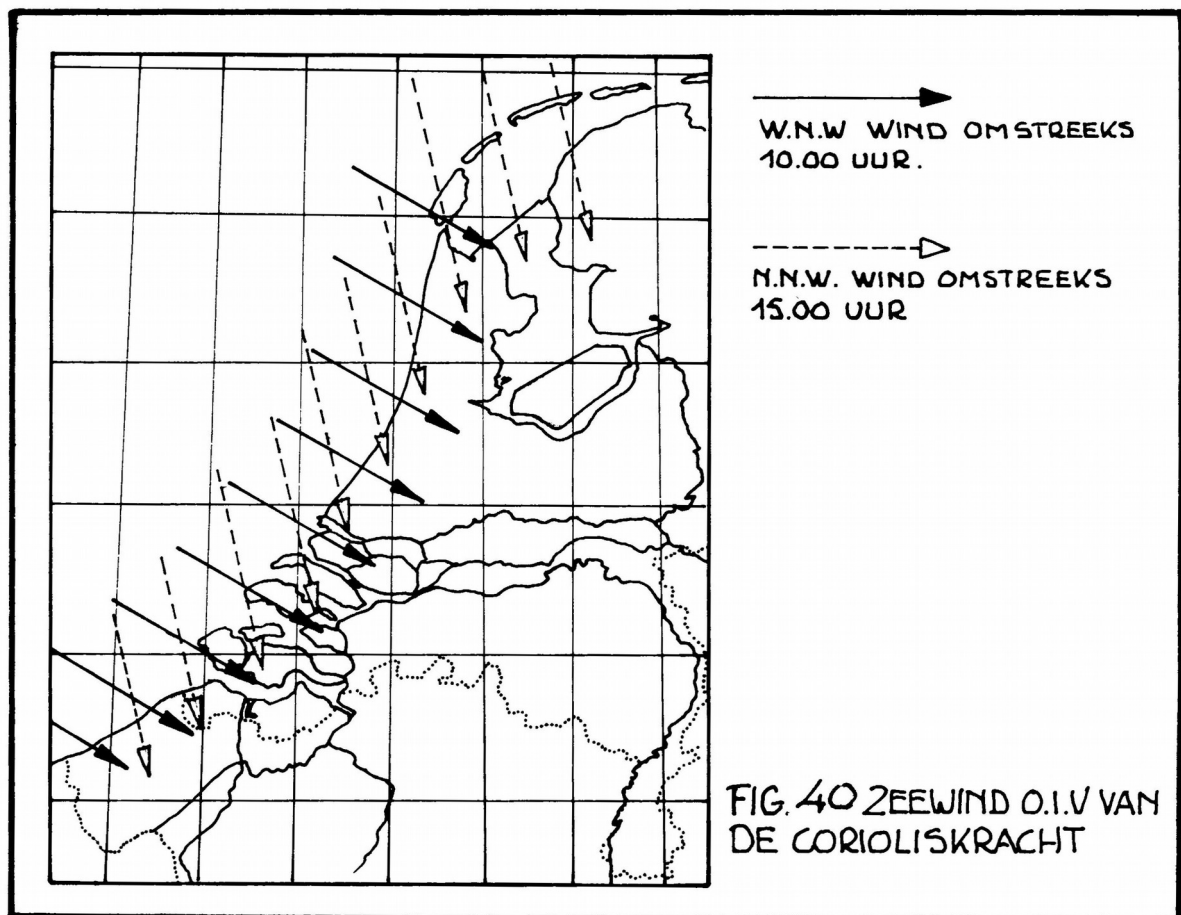 W.N.W WIND OMSTREEKS
10.00 UUR.
N.N.W. WIND OMSTREEKS
15.00 UUR
FIG. 40 ZEEWIND O.I.V VAN
DE CORIOLISKRACHT